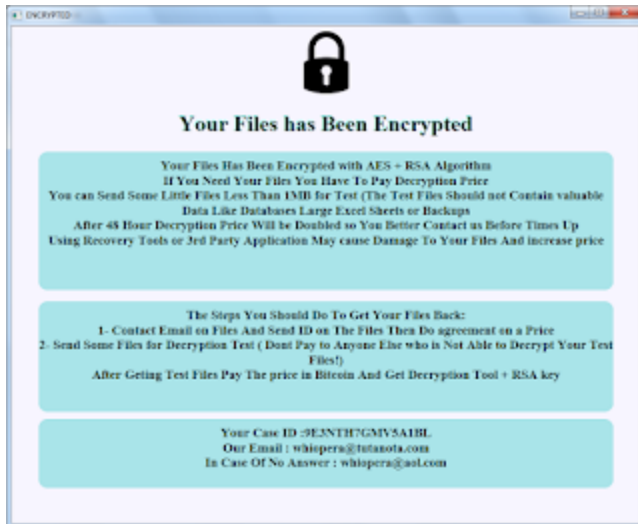 ENCRYPTED
Your Files has Been Encrypted
Your Files Has Been Encrypted with AES + RSA Algorithm
If You Need Your Files You Have To Pay Decryption Price
You can Send Some Little Files Less Than 1MB for Test (The Test Files Should not Contain valuable
Data Like Databases Large Excel Sheets or Backups
After 48 Hour Decryption Price Will be Doubled so You Better Contact us Before Times Up
Using Recovery Tools or 3rd Party Application May cause Damage To Your Files And increase price
The Steps You Should Do To Get Your Files Back:
1- Contact Email on Files And Send ID on The Files Then Do agreement on a Price
2- Send Some Files for Decryption Test ( Dont Pay to Anyone Else who is Not Able to Decrypt Your Test
Files!)
After Geting Test Files Pay The price in Bitcoin And Get Decryption Tool + RSA key
Your Case ID :9E3NTH7GMV5A1BL
Our Email : whiopera@tutanota.com
In Case Of No Answer : whiopera@aol.com